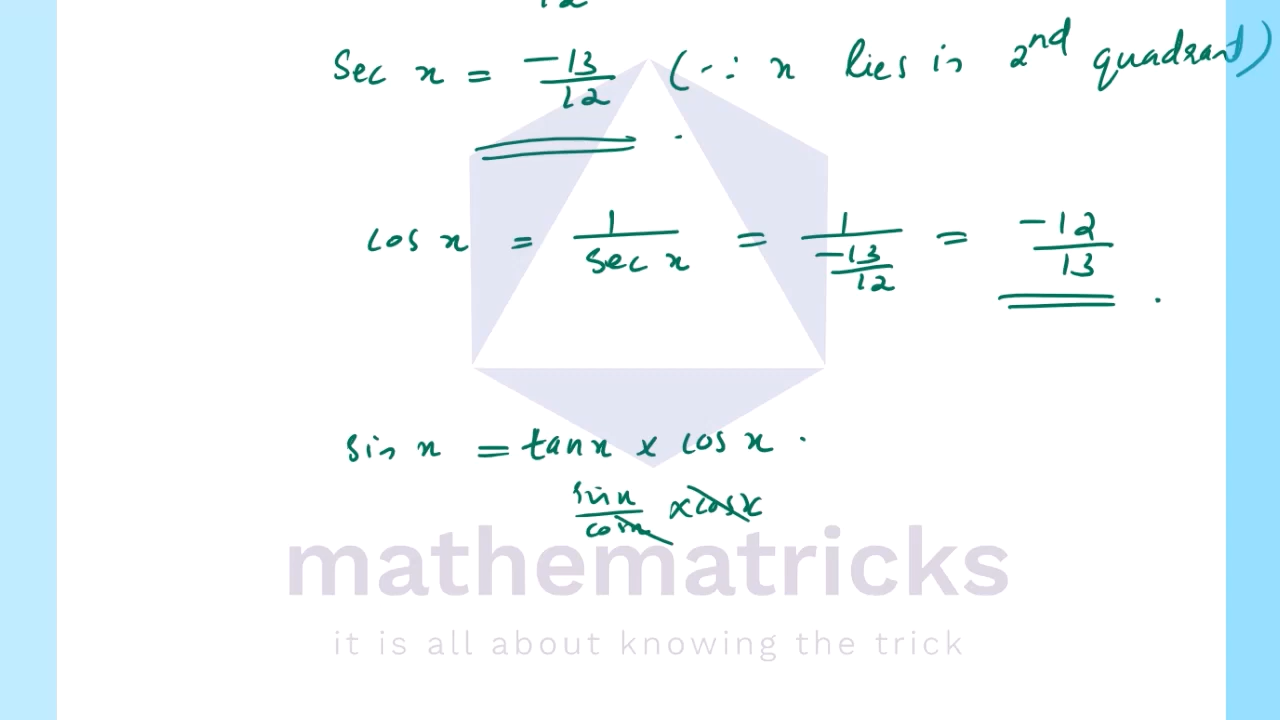 12
Sec x = -13/12 (∵ x lies in 2nd quadrant)
cos x = 1/sec x = 1/(-13/12) = -12/13.
sin x = tan x × cos x.
sin x/cos x × cos x
mathematricks
it is all about knowing the trick